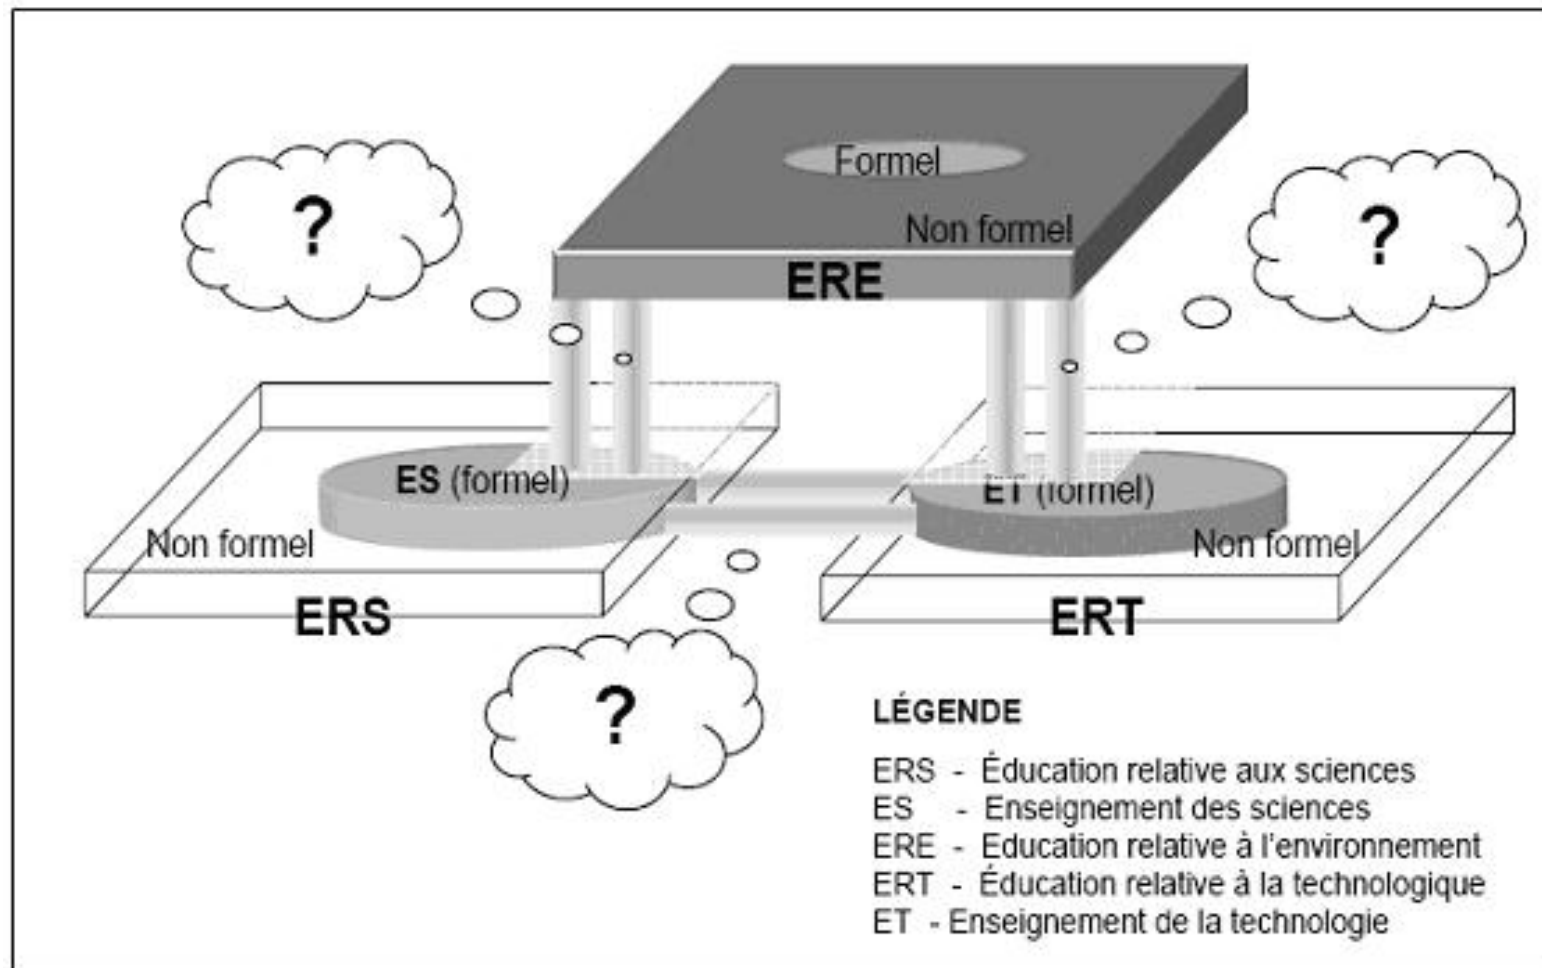 Formel
?
?
Non formel
ERE
ES (formel)
ET (formel)
Non formel
Non formel
ERS
ERT
?
LÉGENDE
ERS - Éducation relative aux sciences
ES - Enseignement des sciences
ERE - Education relative à l'environnement
ERT - Éducation relative à la technologique
ET - Enseignement de la technologie